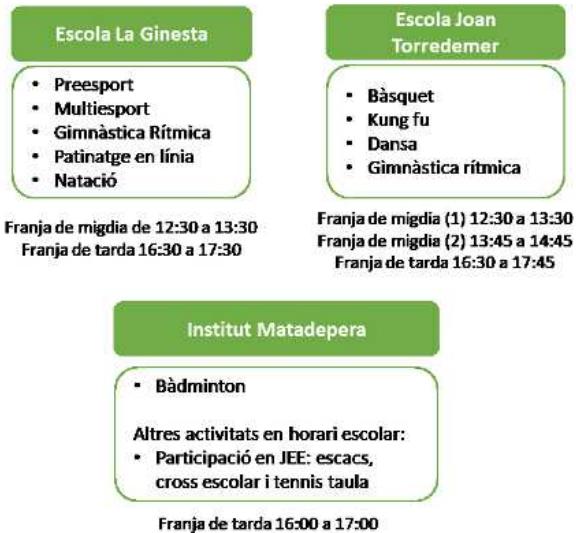 Escola La Ginesta
• Preesport
• Multiesport
• Gimnàstica Rítmica
• Patinatge en línia
• Natació
Franja de migdia de 12:30 a 13:30
Franja de tarda 16:30 a 17:30
Escola Joan
Torredemer
• Bàsquet
• Kung fu
• Dansa
• Gimnàstica rítmica
Franja de migdia (1) 12:30 a 13:30
Franja de migdia (2) 13:45 a 14:45
Franja de tarda 16:30 a 17:45
Institut Matadepera
• Bàdminton
Altres activitats en horari escolar:
• Participació en JEE: escacs,
cross escolar i tennis taula
Franja de tarda 16:00 a 17:00